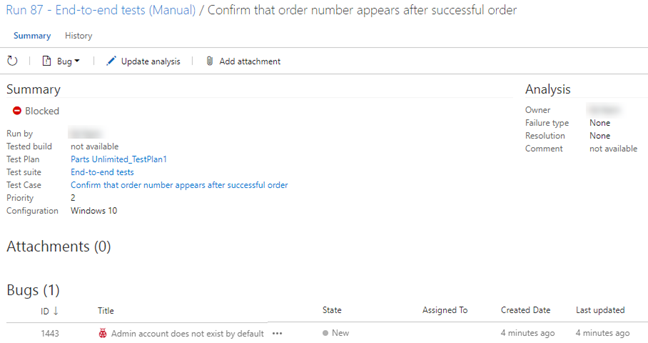 Run 87 - End-to-end tests (Manual) / Confirm that order number appears after successful order
Summary History
Bug Update analysis Add attachment
Summary
Blocked
Run by
Tested build not available
Test Plan Parts Unlimited_TestPlan1
Test suite End-to-end tests
Test Case Confirm that order number appears after successful order
Priority 2
Configuration Windows 10
Analysis
Owner
Failure type None
Resolution None
Comment not available
Attachments (0)
Bugs (1)
ID ↓ Title State Assigned To Created Date Last updated
1443 Admin account does not exist by default ••• New 4 minutes ago 4 minutes ago